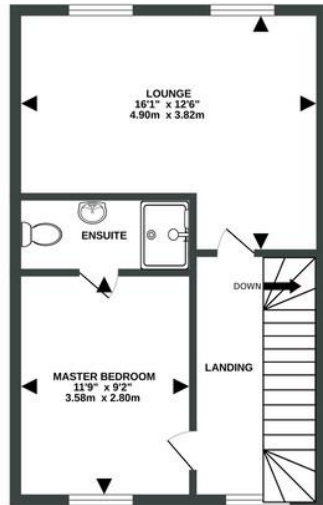 LOUNGE
16'1" x 12'6"
4.90m x 3.82m
ENSUITE
DOWN
LANDING
MASTER BEDROOM
11'9" x 9'2"
3.58m x 2.80m